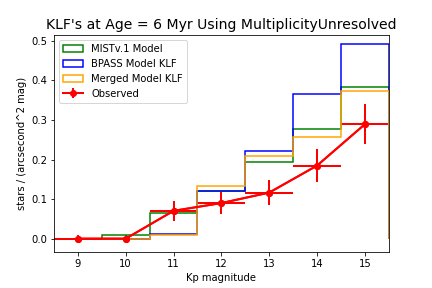 KLF's at Age = 6 Myr Using MultiplicityUnresolved
MISTv.1 Model
BPASS Model KLF
Merged Model KLF
Observed
stars / (arcsecond^2 mag)
0.5
0.4
0.3
0.2
0.1
0.0
9 10 11 12 13 14 15
Kp magnitude